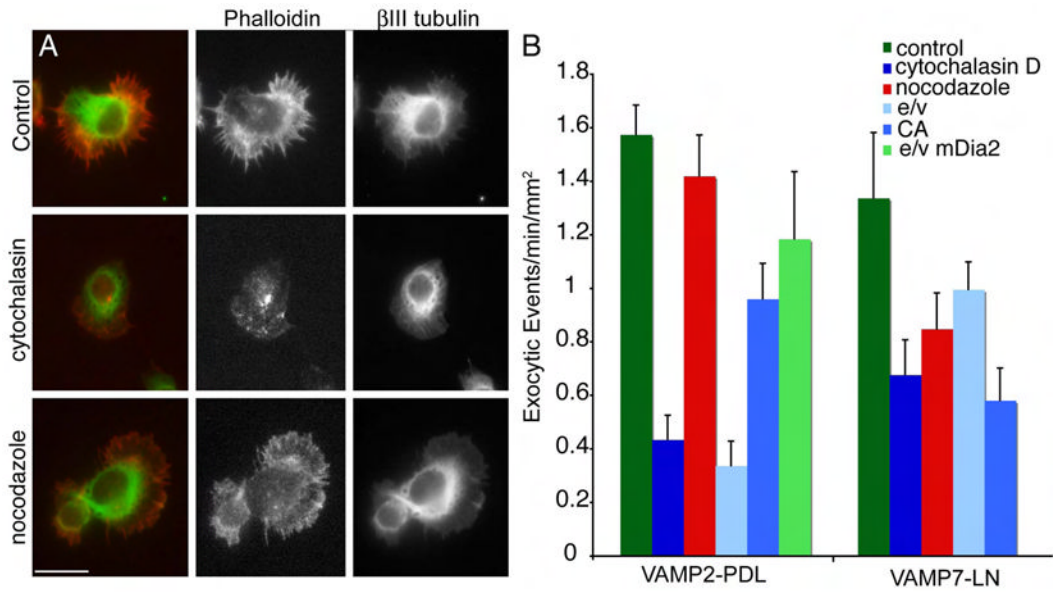 Phalloidin
βIII tubulin
A
Control
cytochalasin
nocodazole
B
control
cytochalasin D
nocodazole
e/v
CA
e/v mDia2
Exocytic Events/min/mm²
1.8
1.6
1.4
1.2
1
0.8
0.6
0.4
0.2
0
VAMP2-PDL
VAMP7-LN